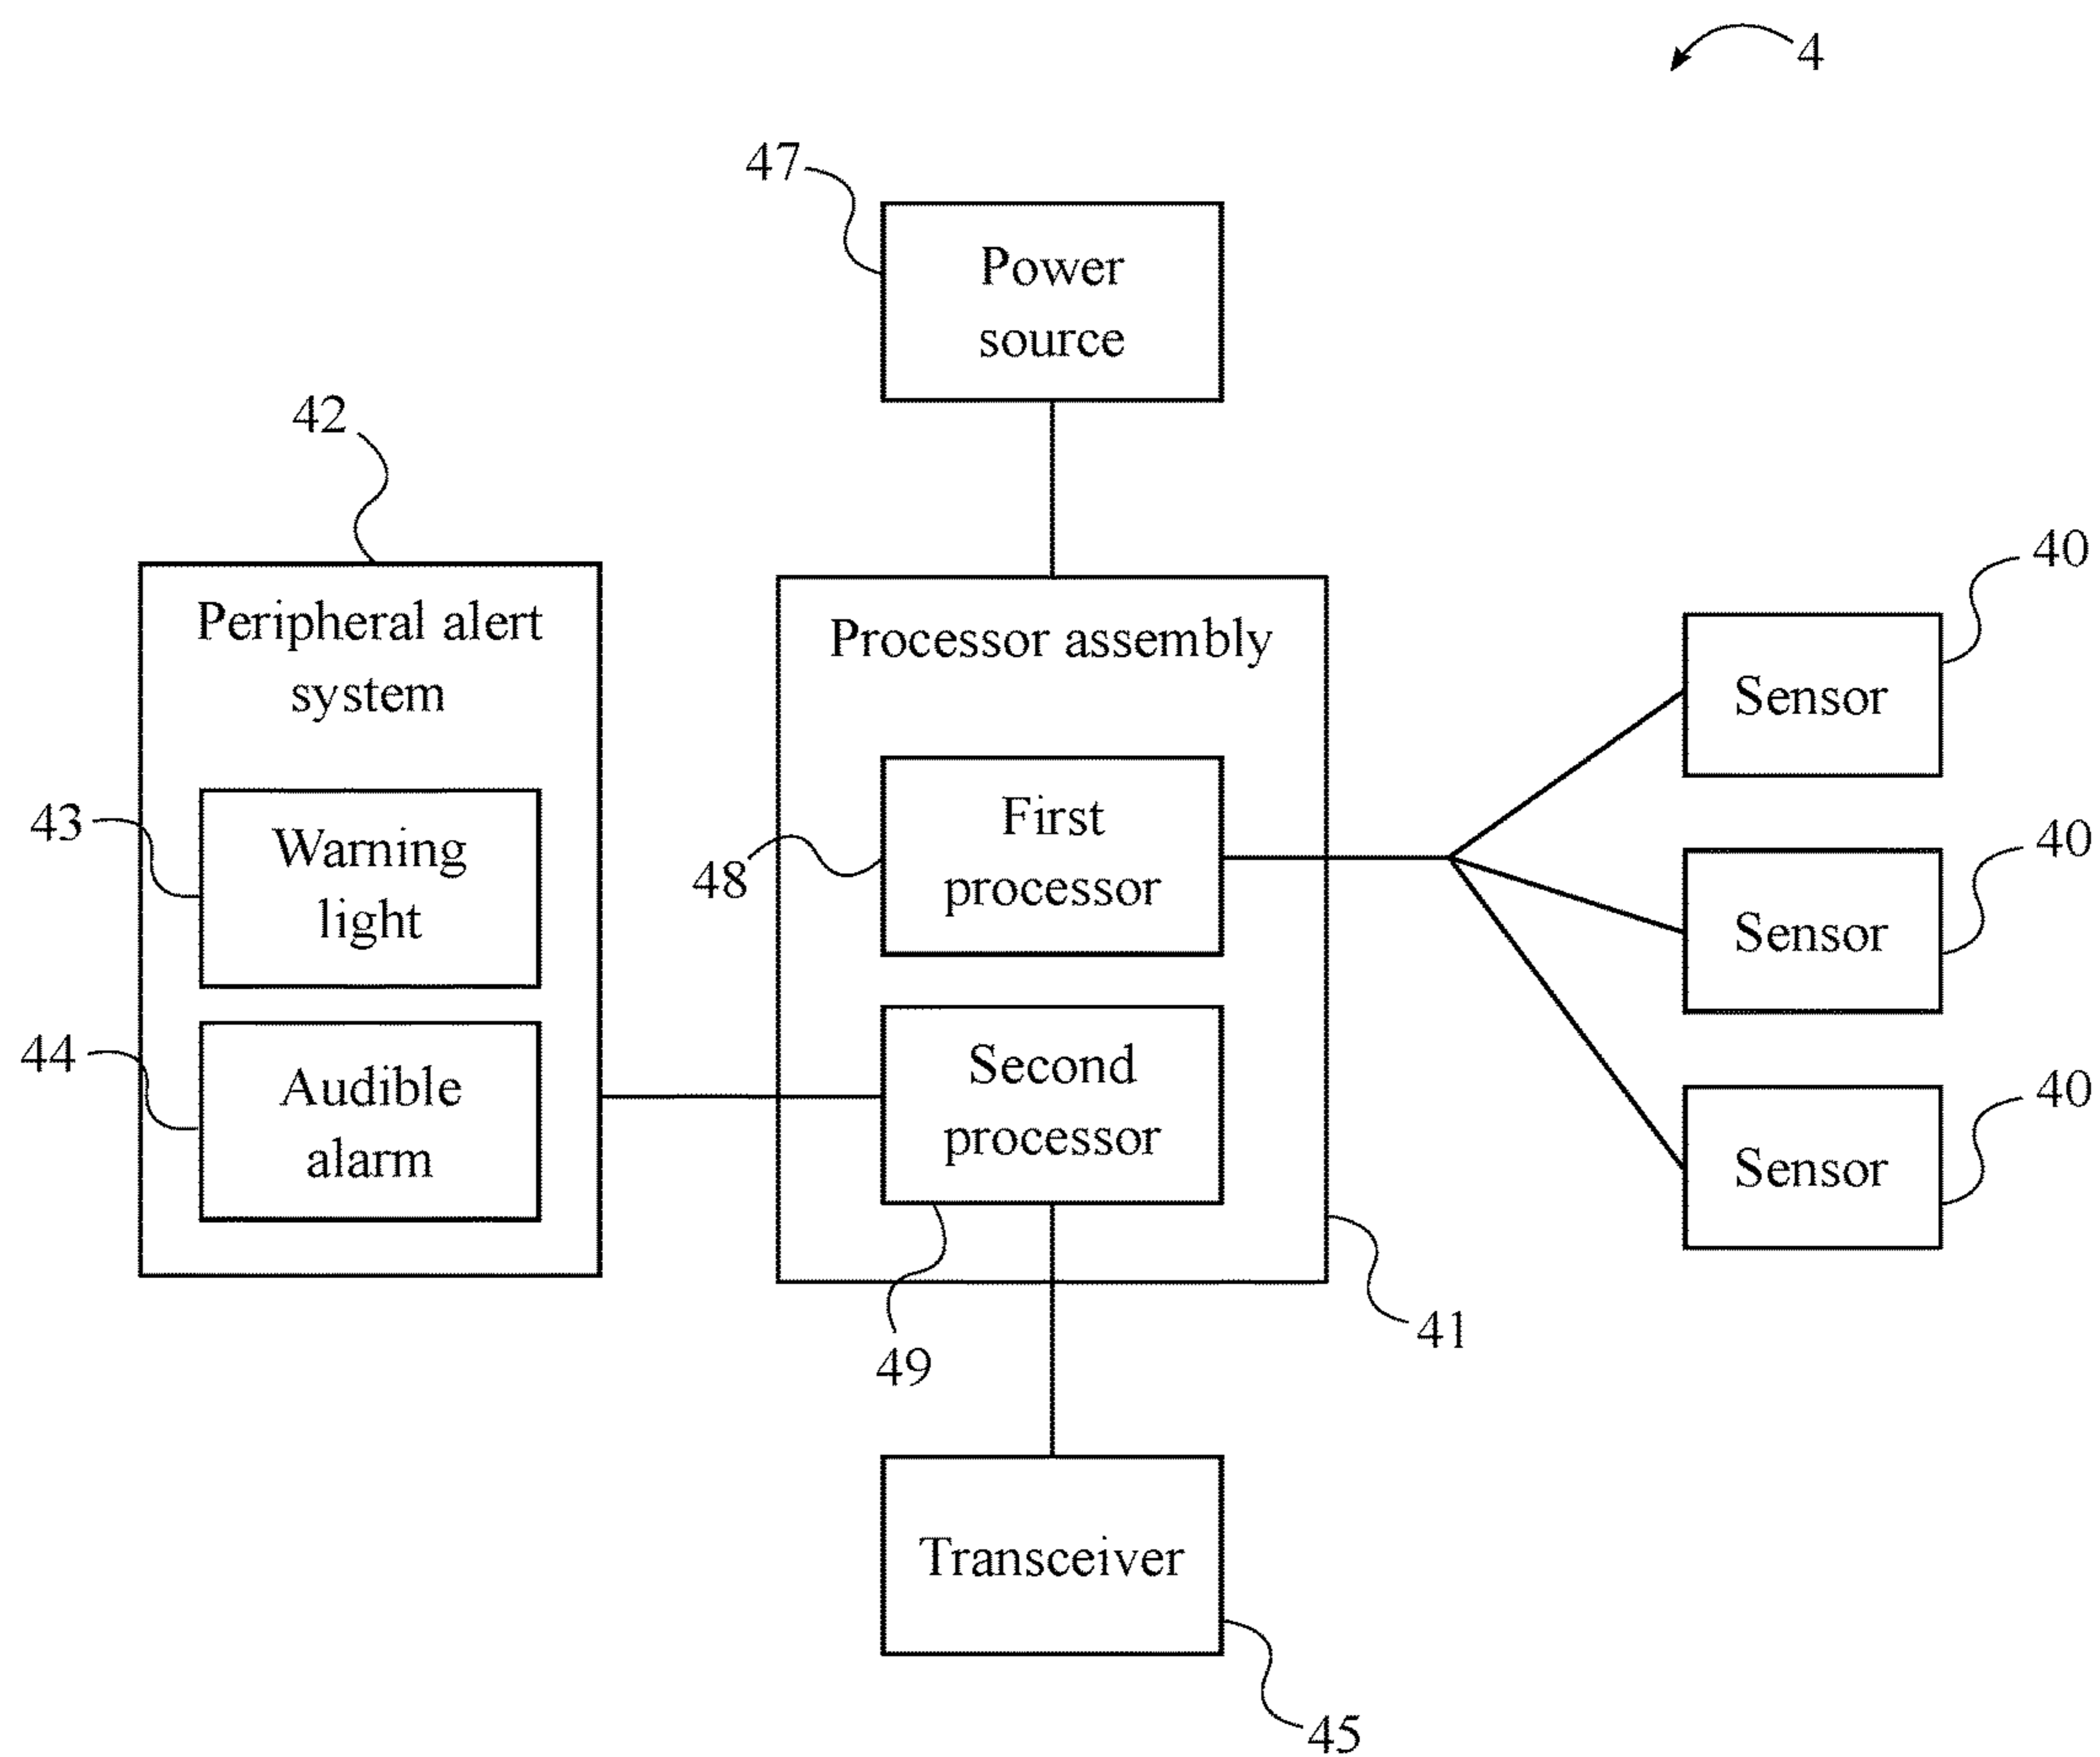 4
47
Power
source
42
Peripheral alert
system
43
Warning
light
44
Audible
alarm
Processor assembly
48
First
processor
Second
processor
49
41
Transceiver
45
40
Sensor
40
Sensor
40
Sensor